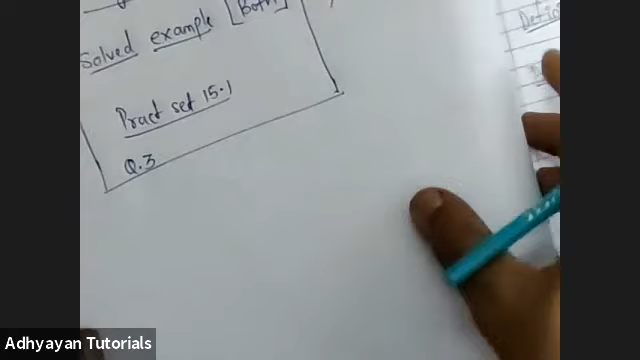 Solved example [Both]
Pract set 15.1
Q.3
Adhyayan Tutorials